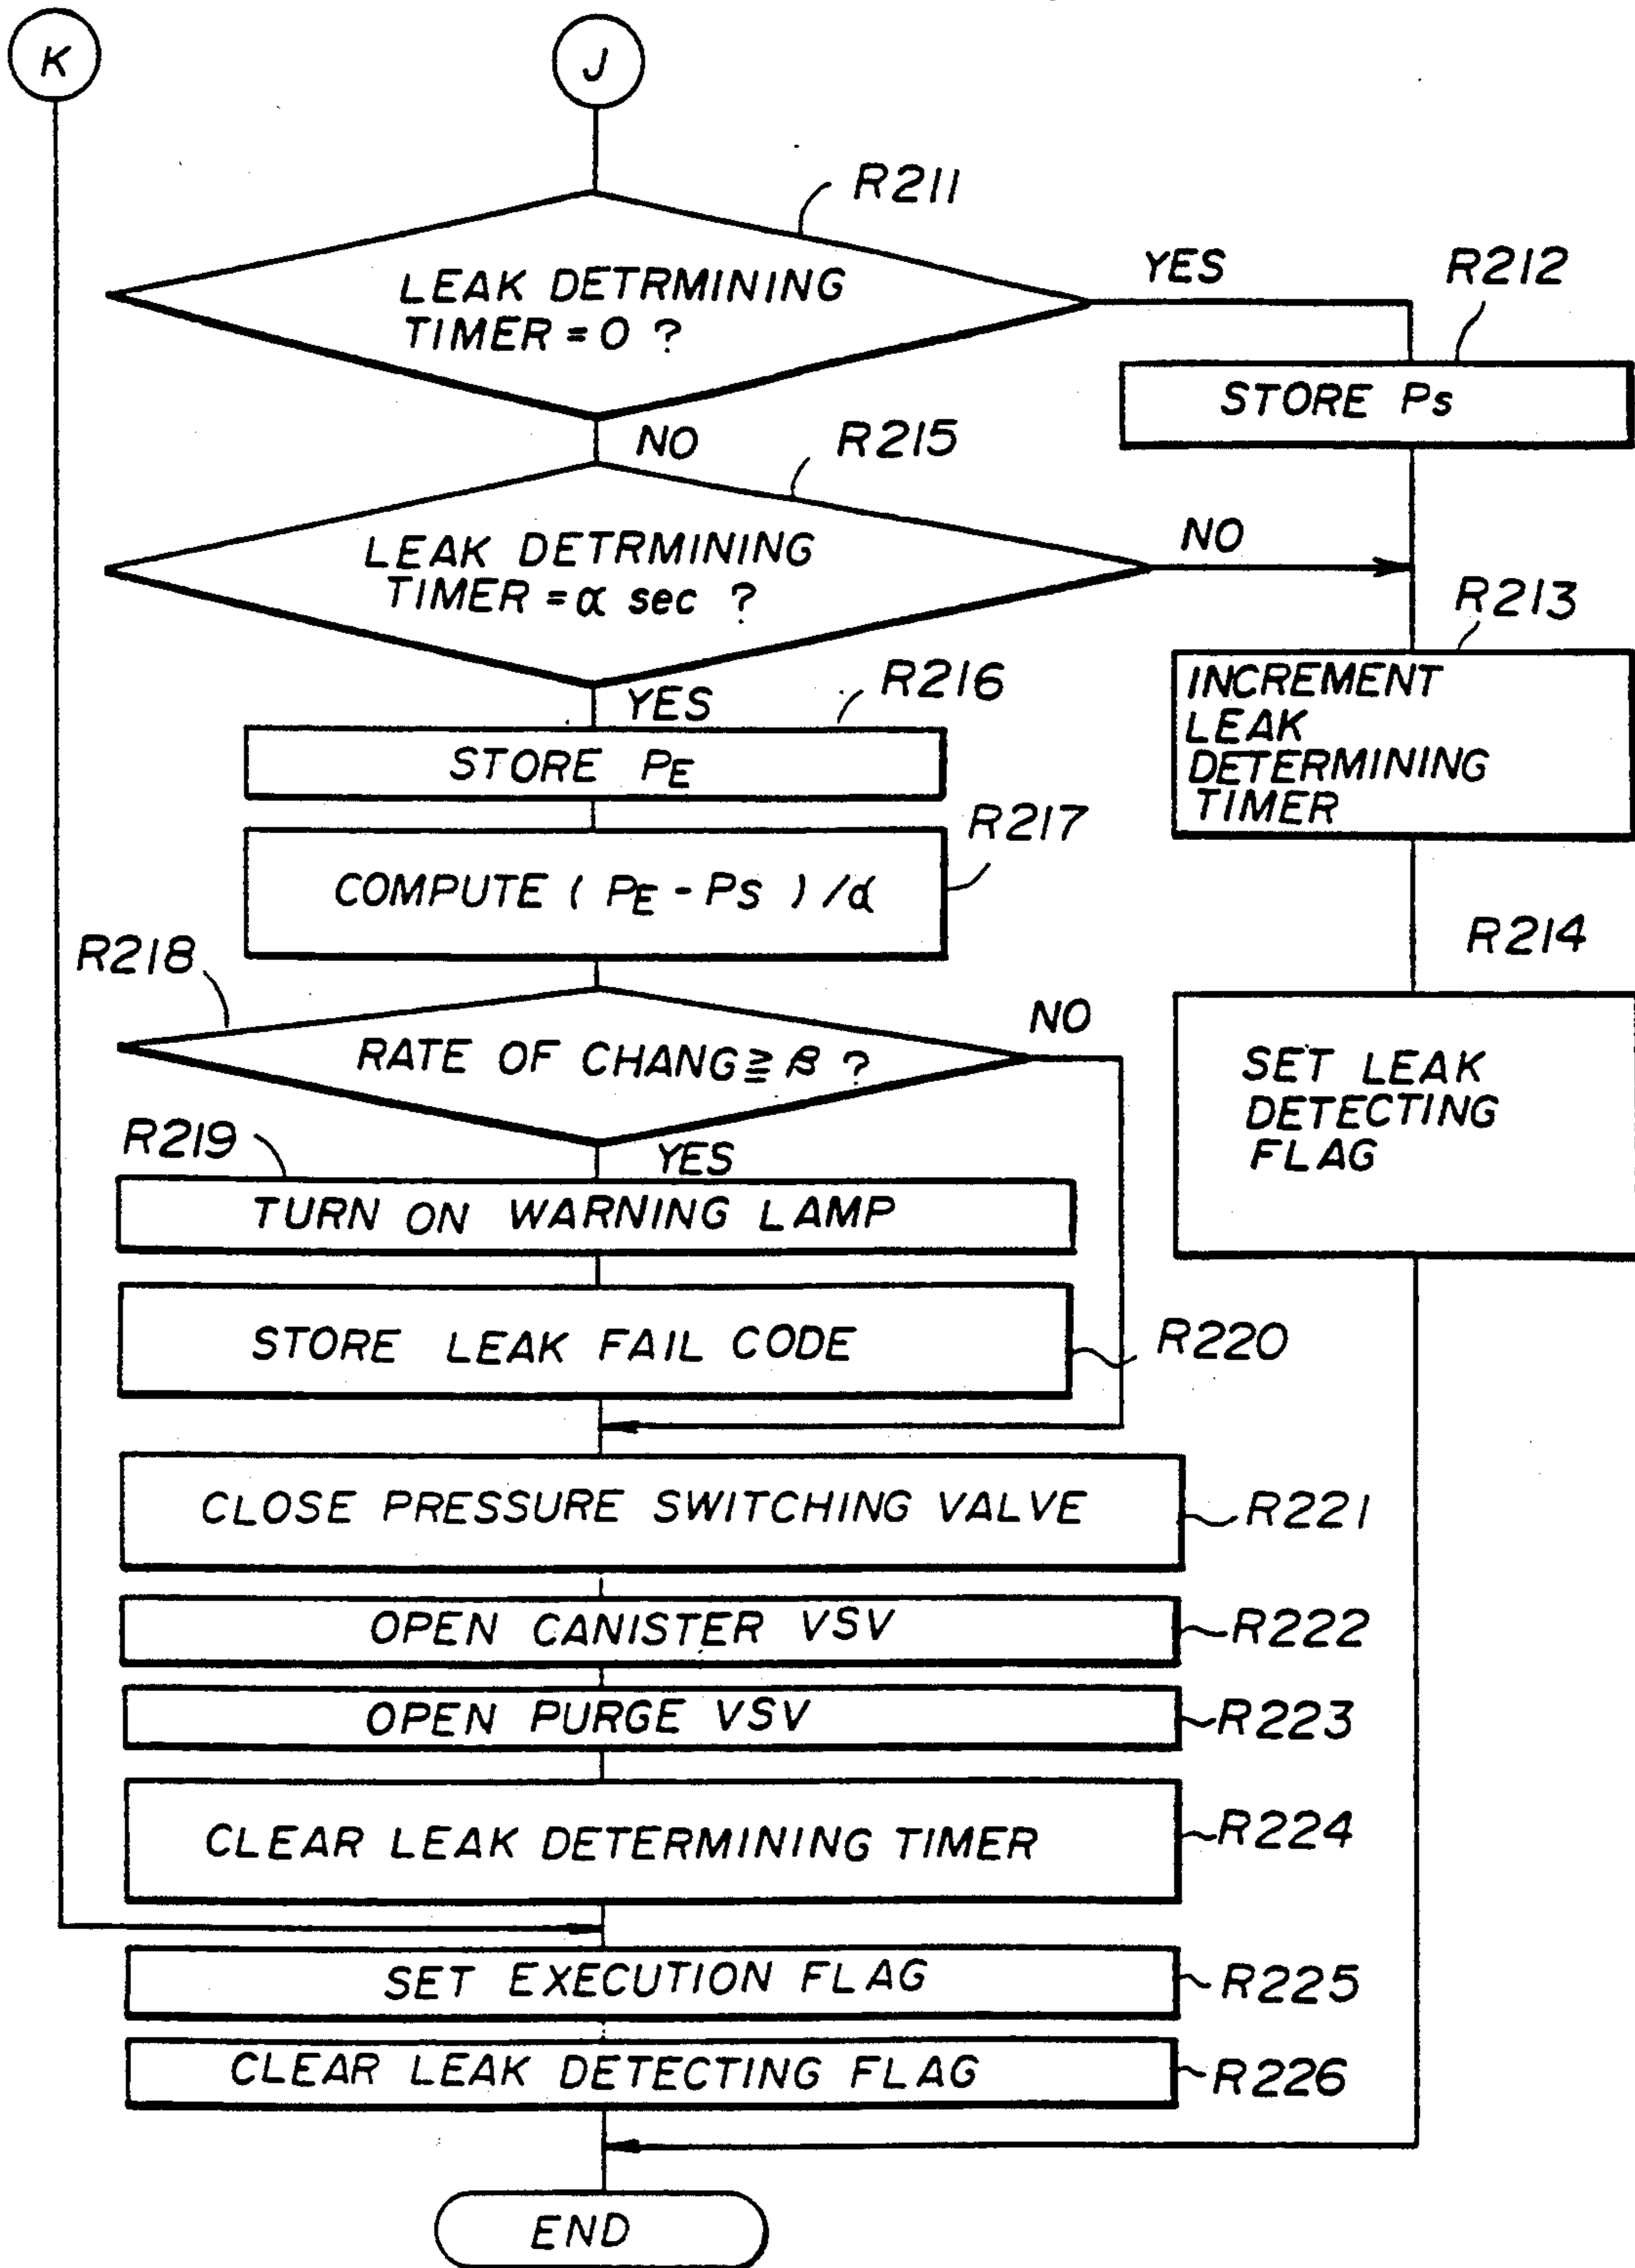 K
J
R211
LEAK DETRMINING
TIMER = 0 ?
YES
R212
STORE Ps
NO
R215
LEAK DETRMINING
TIMER = α sec ?
NO
R213
INCREMENT
LEAK
DETERMINING
TIMER
YES
R216
STORE PE
R217
COMPUTE ( PE - Ps ) / α
R214
SET LEAK
DETECTING
FLAG
R218
RATE OF CHANG ≧ β ?
NO
R219
YES
TURN ON WARNING LAMP
STORE LEAK FAIL CODE
R220
CLOSE PRESSURE SWITCHING VALVE
R221
OPEN CANISTER VSV
R222
OPEN PURGE VSV
R223
CLEAR LEAK DETERMINING TIMER
R224
SET EXECUTION FLAG
R225
CLEAR LEAK DETECTING FLAG
R226
END